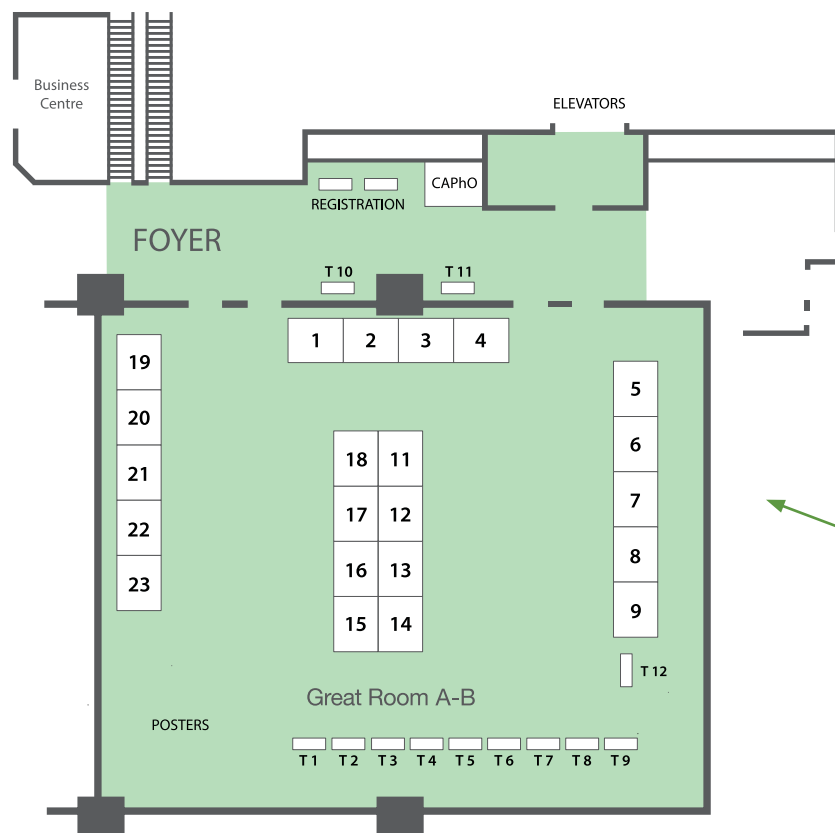 Business
Centre
ELEVATORS
CAPhO
REGISTRATION
FOYER
T 10
T 11
1 2 3 4
19
20
21
22
23
5
6
7
8
9
18 11
17 12
16 13
15 14
T 12
Great Room A-B
POSTERS
T 1 T 2 T 3 T 4 T 5 T 6 T 7 T 8 T 9